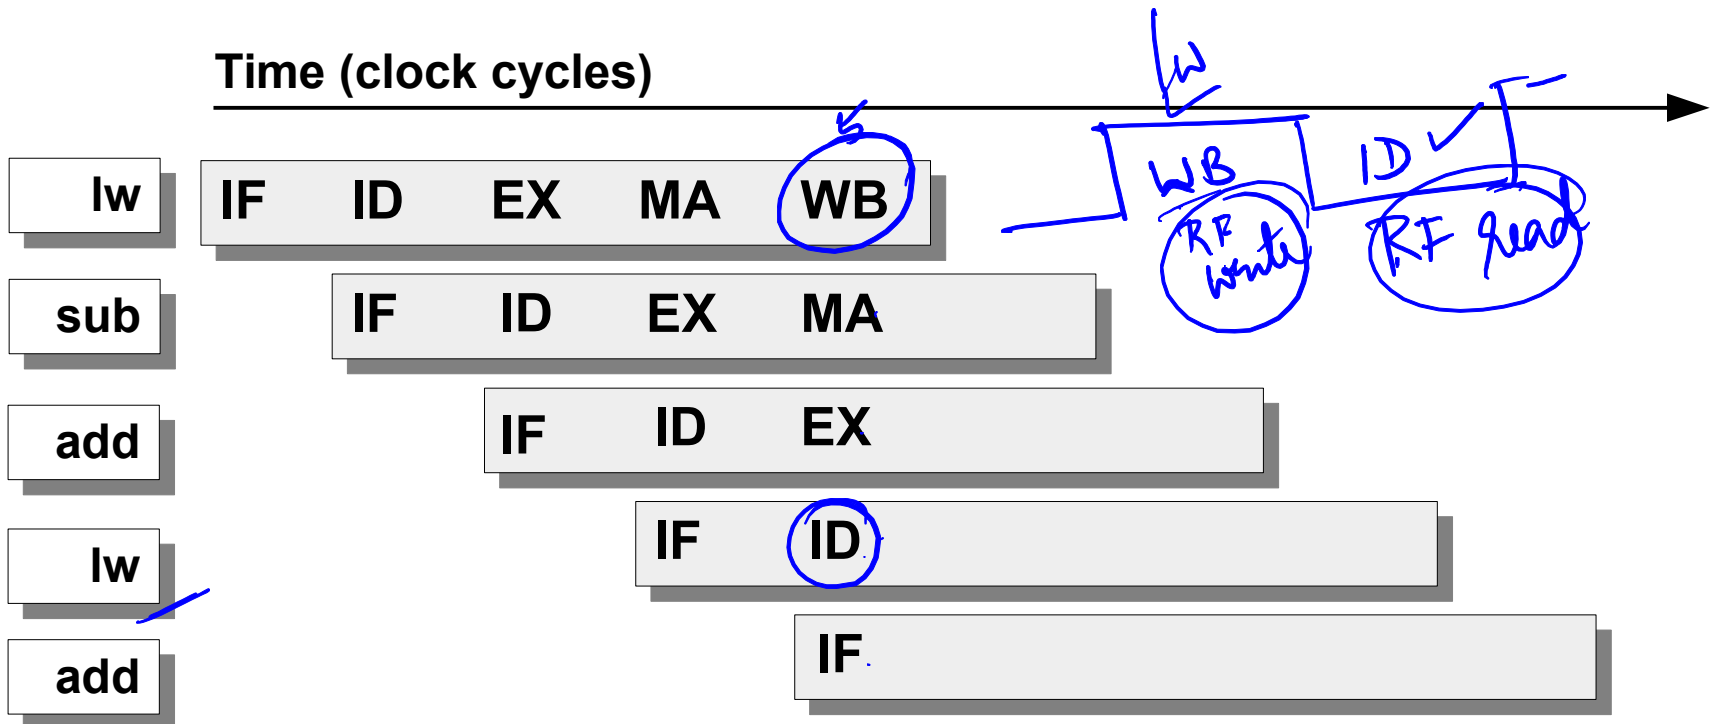 Time (clock cycles)
lw
5
WB
ID
lw IF ID EX MA WB
RF write
RF read
sub IF ID EX MA
add IF ID EX
lw IF ID
add IF